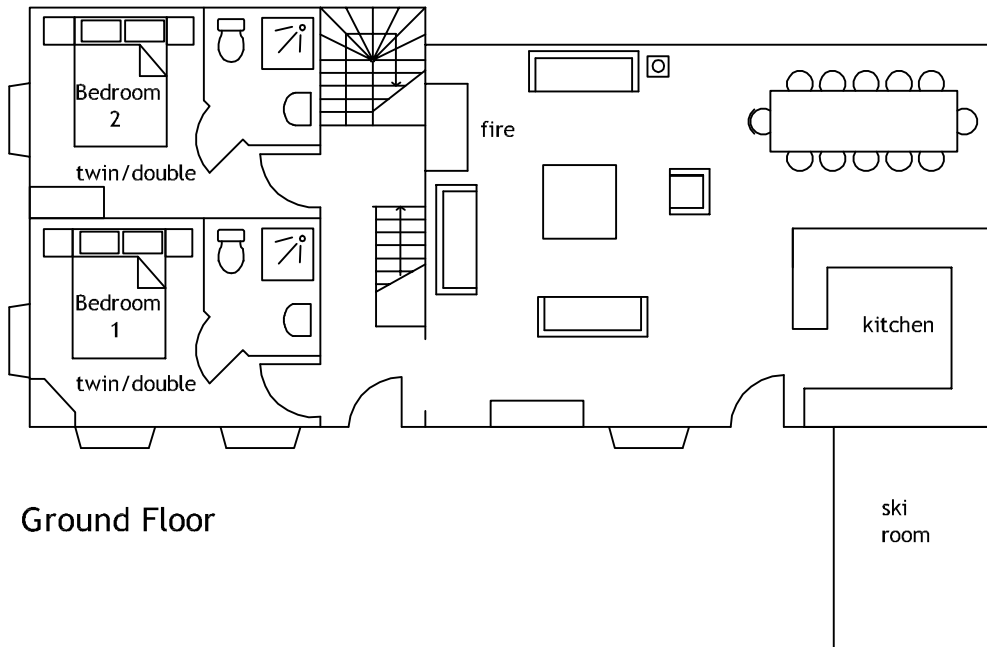 Bedroom
2
twin/double
fire
Bedroom
1
twin/double
kitchen
Ground Floor
ski
room